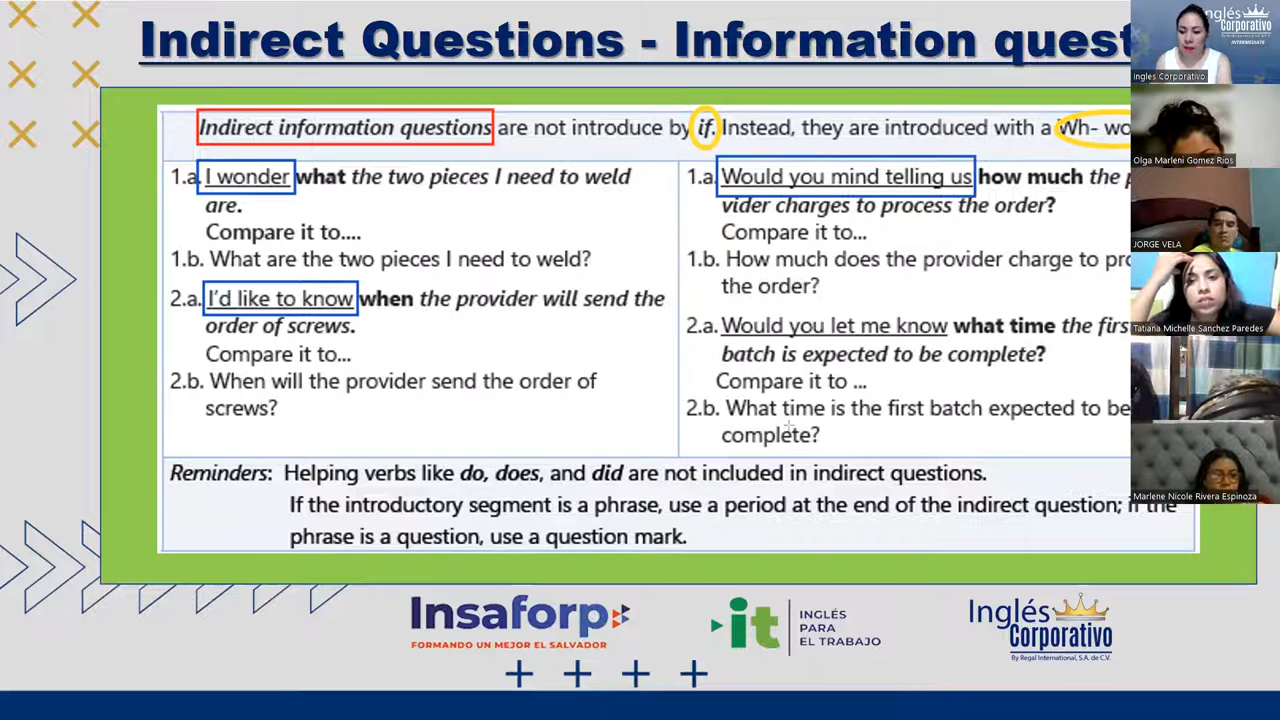 Indirect Questions - Information quest
Indirect information questions are not introduce by if. Instead, they are introduced with a Wh- wo
1.a. I wonder what the two pieces I need to weld
are.
Compare it to....
1.b. What are the two pieces I need to weld?
2.a. I'd like to know when the provider will send the
order of screws.
Compare it to...
2.b. When will the provider send the order of
screws?
1.a. Would you mind telling us how much the p
vider charges to process the order?
Compare it to...
1.b. How much does the provider charge to pro
the order?
2.a. Would you let me know what time the firs
batch is expected to be complete?
Compare it to ...
2.b. What time is the first batch expected to be
complete?
Reminders: Helping verbs like do, does, and did are not included in indirect questions.
If the introductory segment is a phrase, use a period at the end of the indirect question; if the
phrase is a question, use a question mark.
Insaforp
FORMANDO UN MEJOR EL SALVADOR
it
INGLÉS
PARA
EL TRABAJO
Inglés
Corporativo
By Regal International, S.A. de C.V.
Inglés
Corporativo
INTERMEDIATE
Ingles Corporativo
Olga Marleni Gomez Rios
JORGE VELA
Tatiana Michelle Sanchez Paredes
Marlene Nicole Rivera Espinoza